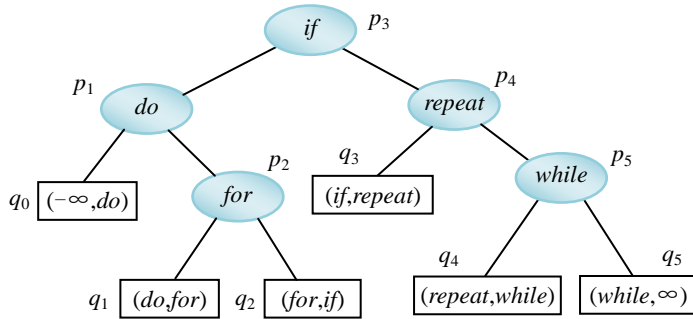 if p₃
p₁ p₄
do repeat
q₃ p₂ p₅
q₀ (−∞,do) for (if,repeat) while
q₄ q₅
q₁ (do,for) q₂ (for,if) (repeat,while) (while,∞)